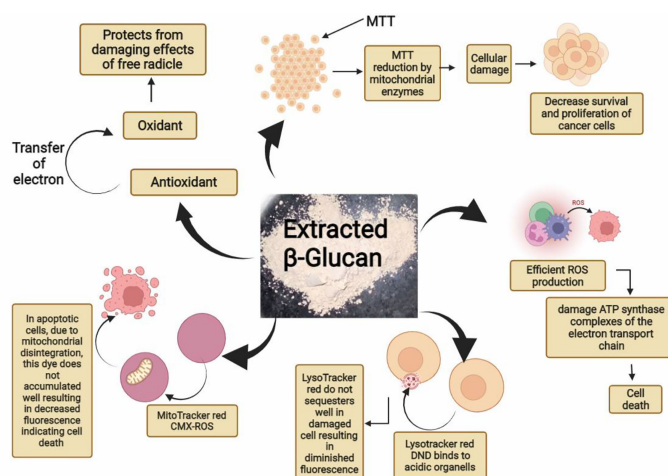 Protects from
damaging effects
of free radicle
Oxidant
Transfer
of
electron
Antioxidant
MTT
MTT
reduction by
mitochondrial
enzymes
Cellular
damage
Decrease survival
and proliferation of
cancer cells
Extracted
β-Glucan
ROS
Efficient ROS
production
damage ATP synthase
complexes of the
electron transport
chain
Cell
death
In apoptotic
cells, due to
mitochondrial
disintegration,
this dye does
not
accumulated
well resulting
in decreased
fluorescence
indicating cell
death
MitoTracker red
CMX-ROS
LysoTracker
red do not
sequesters
well in
damaged cell
resulting in
diminished
fluorescence
Lysotracker red
DND binds to
acidic organells